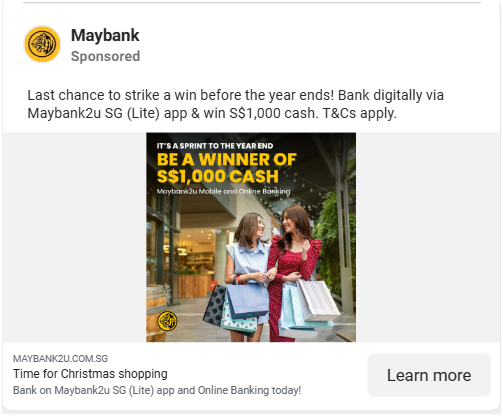 Maybank
Sponsored
Last chance to strike a win before the year ends! Bank digitally via
Maybank2u SG (Lite) app & win S$1,000 cash. T&Cs apply.
IT'S A SPRINT TO THE YEAR END
BE A WINNER OF
S$1,000 CASH
Maybank2u Mobile and Online Banking
MAYBANK2U.COM.SG
Time for Christmas shopping
Bank on Maybank2u SG (Lite) app and Online Banking today!
Learn more